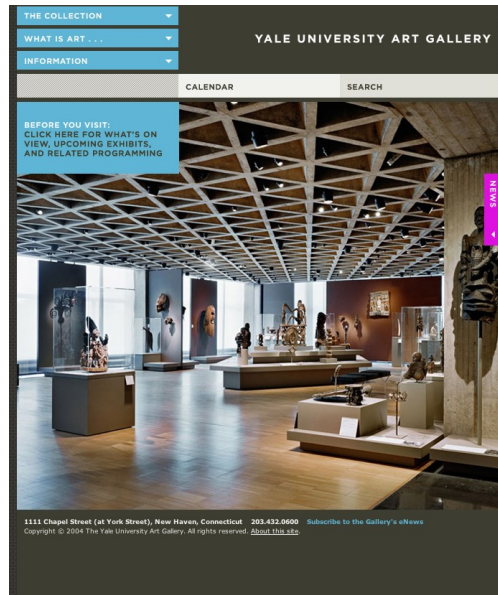 THE COLLECTION
WHAT IS ART . . .
INFORMATION
YALE UNIVERSITY ART GALLERY
CALENDAR
SEARCH
BEFORE YOU VISIT:
CLICK HERE FOR WHAT'S ON
VIEW, UPCOMING EXHIBITS,
AND RELATED PROGRAMMING
NEWS
1111 Chapel Street (at York Street), New Haven, Connecticut 203.432.0600 Subscribe to the Gallery's eNews
Copyright © 2004 The Yale University Art Gallery. All rights reserved. About this site.